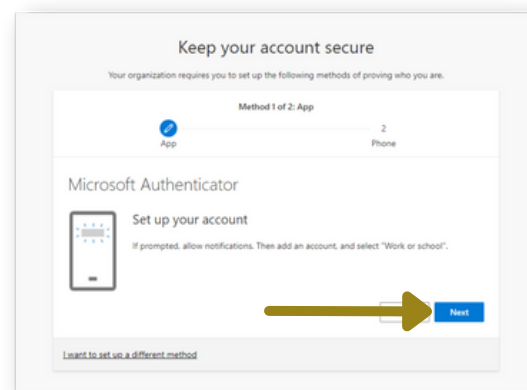 Keep your account secure
Your organization requires you to set up the following methods of proving who you are.
Method 1 of 2: App
App
2
Phone
Microsoft Authenticator
Set up your account
If prompted, allow notifications. Then add an account, and select "Work or school".
Next
I want to set up a different method